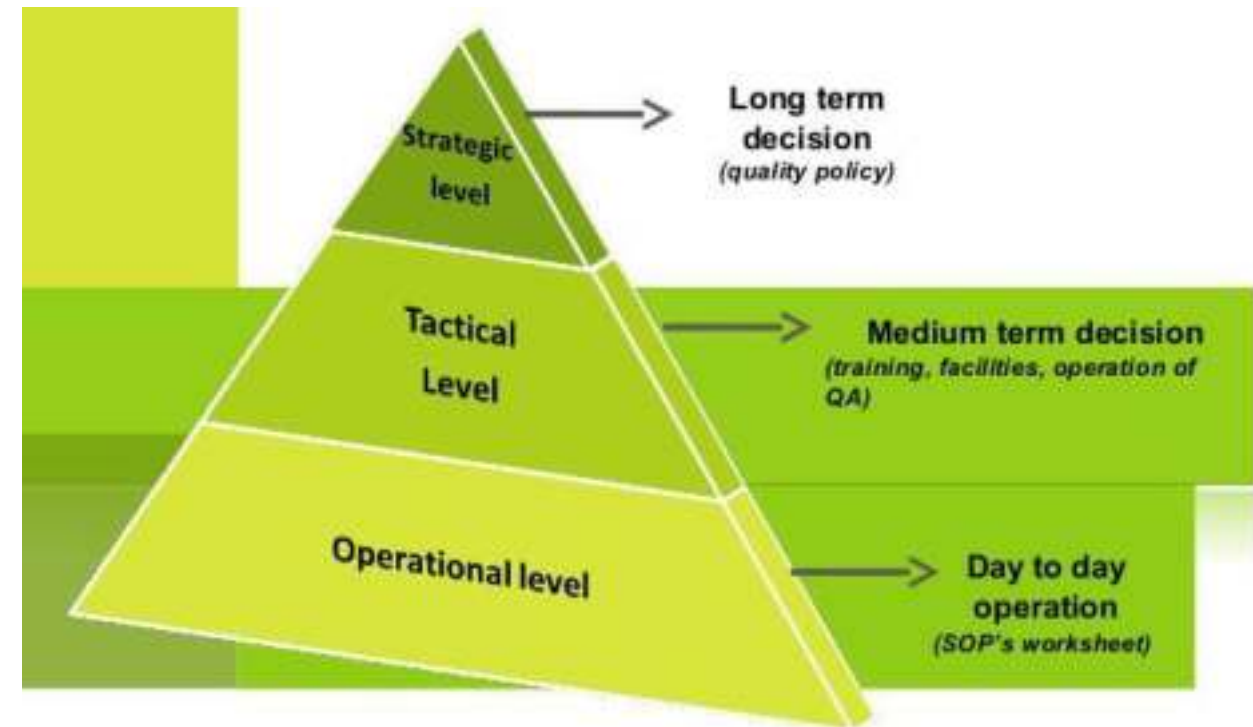 Strategic
level
Long term
decision
(quality policy)
Tactical
Level
Medium term decision
(training, facilities, operation of
QA)
Operational level
Day to day
operation
(SOP's worksheet)